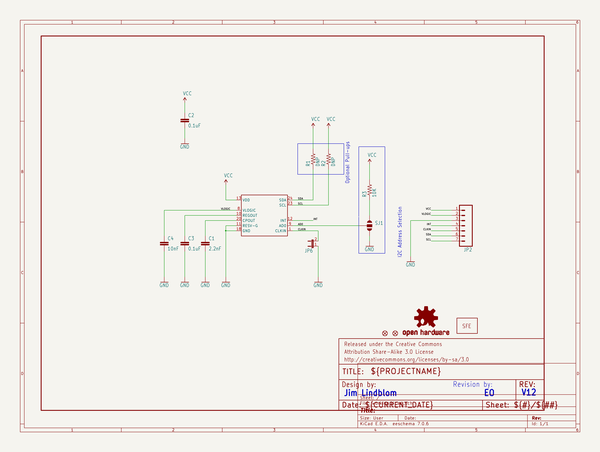 VCC
C2
0.1uF
GND
VCC VCC
R1 DNP R2 DNP
Optional Pull-ups
VCC
R3 10K
SJ1
GND
I2C Address Selection
VCC
VDD
VLOGIC
REGOUT
CPOUT
RESV-G
GND
SDA
SCL
INT
AD0
CLKIN
VLOGIC
SDA
SCL
INT
AD0
CLKIN
C4
10nF
C3
0.1uF
C1
2.2nF
JP6
GND GND GND GND GND
VCC
VLOGIC
INT
CLKIN
SDA
SCL
JP2
GND
open hardware
SFE
Released under the Creative Commons
Attribution Share-Alike 3.0 License
http://creativecommons.org/licenses/by-sa/3.0
TITLE: ${PROJECTNAME}
Design by: Revision by: REV:
Jim Lindblom EO V12
Date: ${CURRENT_DATE} Sheet: ${#}/${##}
Title:
Size: User Date: Rev:
KiCad E.D.A. eeschema 7.0.6 Id: 1/1